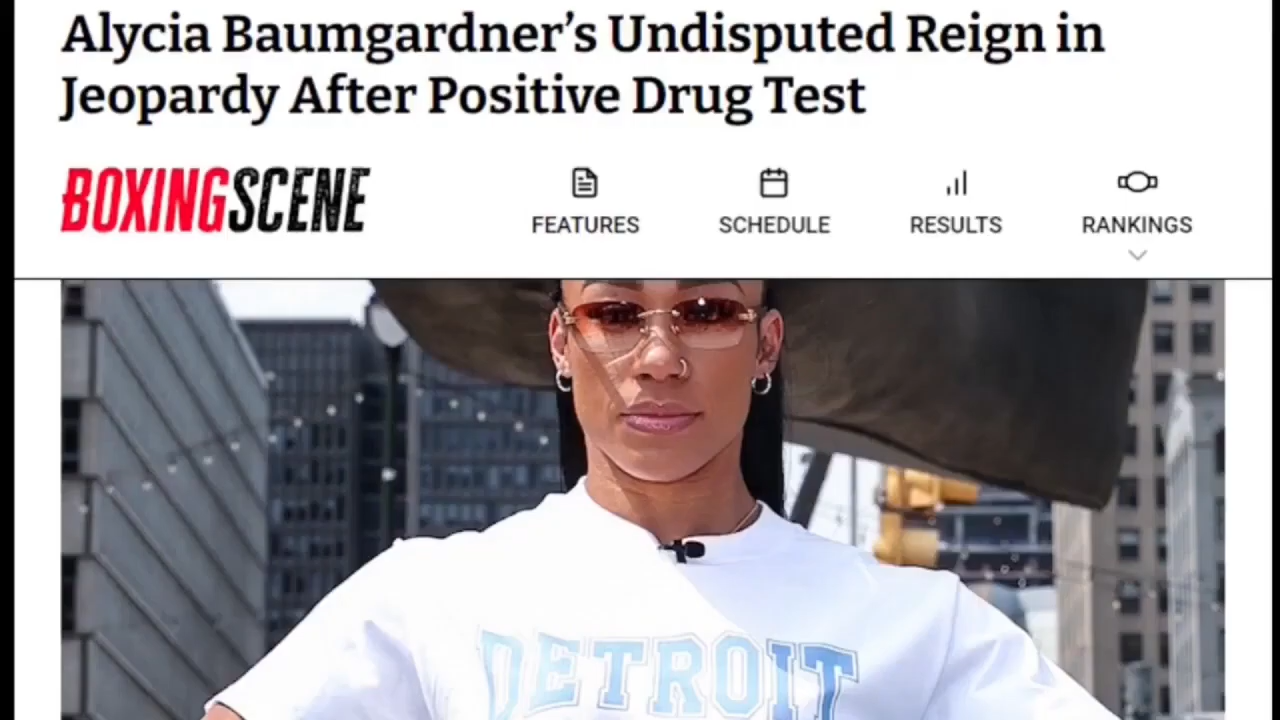 Alycia Baumgardner’s Undisputed Reign in
Jeopardy After Positive Drug Test
BOXINGSCENE
FEATURES
SCHEDULE
RESULTS
RANKINGS
DETROIT